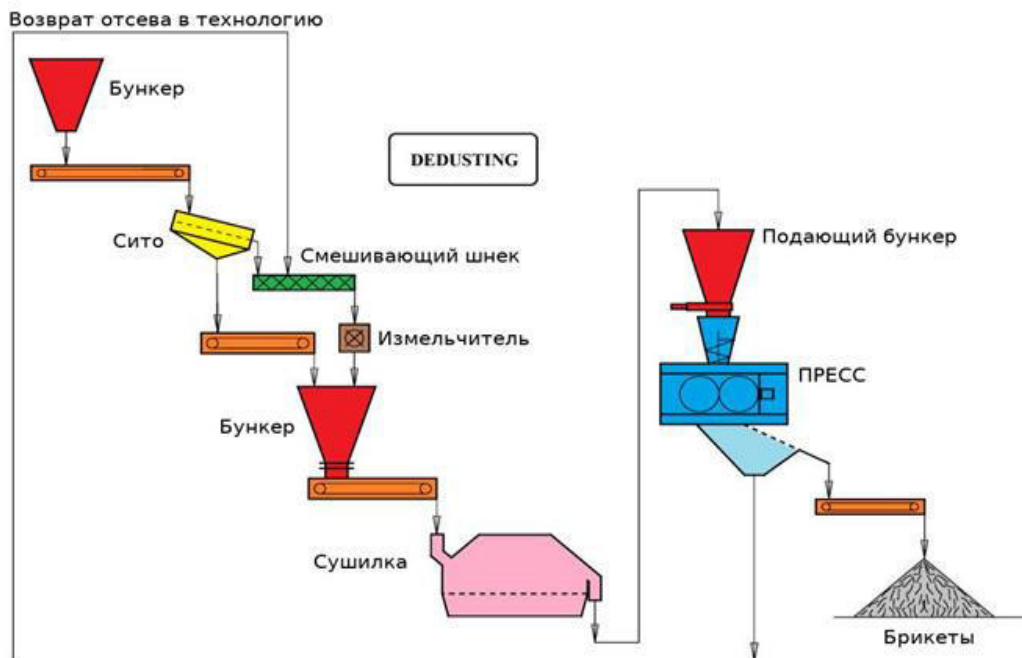 Возврат отсева в технологию
Бункер
DEDUSTING
Сито
Смешивающий шнек
Подающий бункер
Измельчитель
ПРЕСС
Бункер
Сушилка
Брикеты